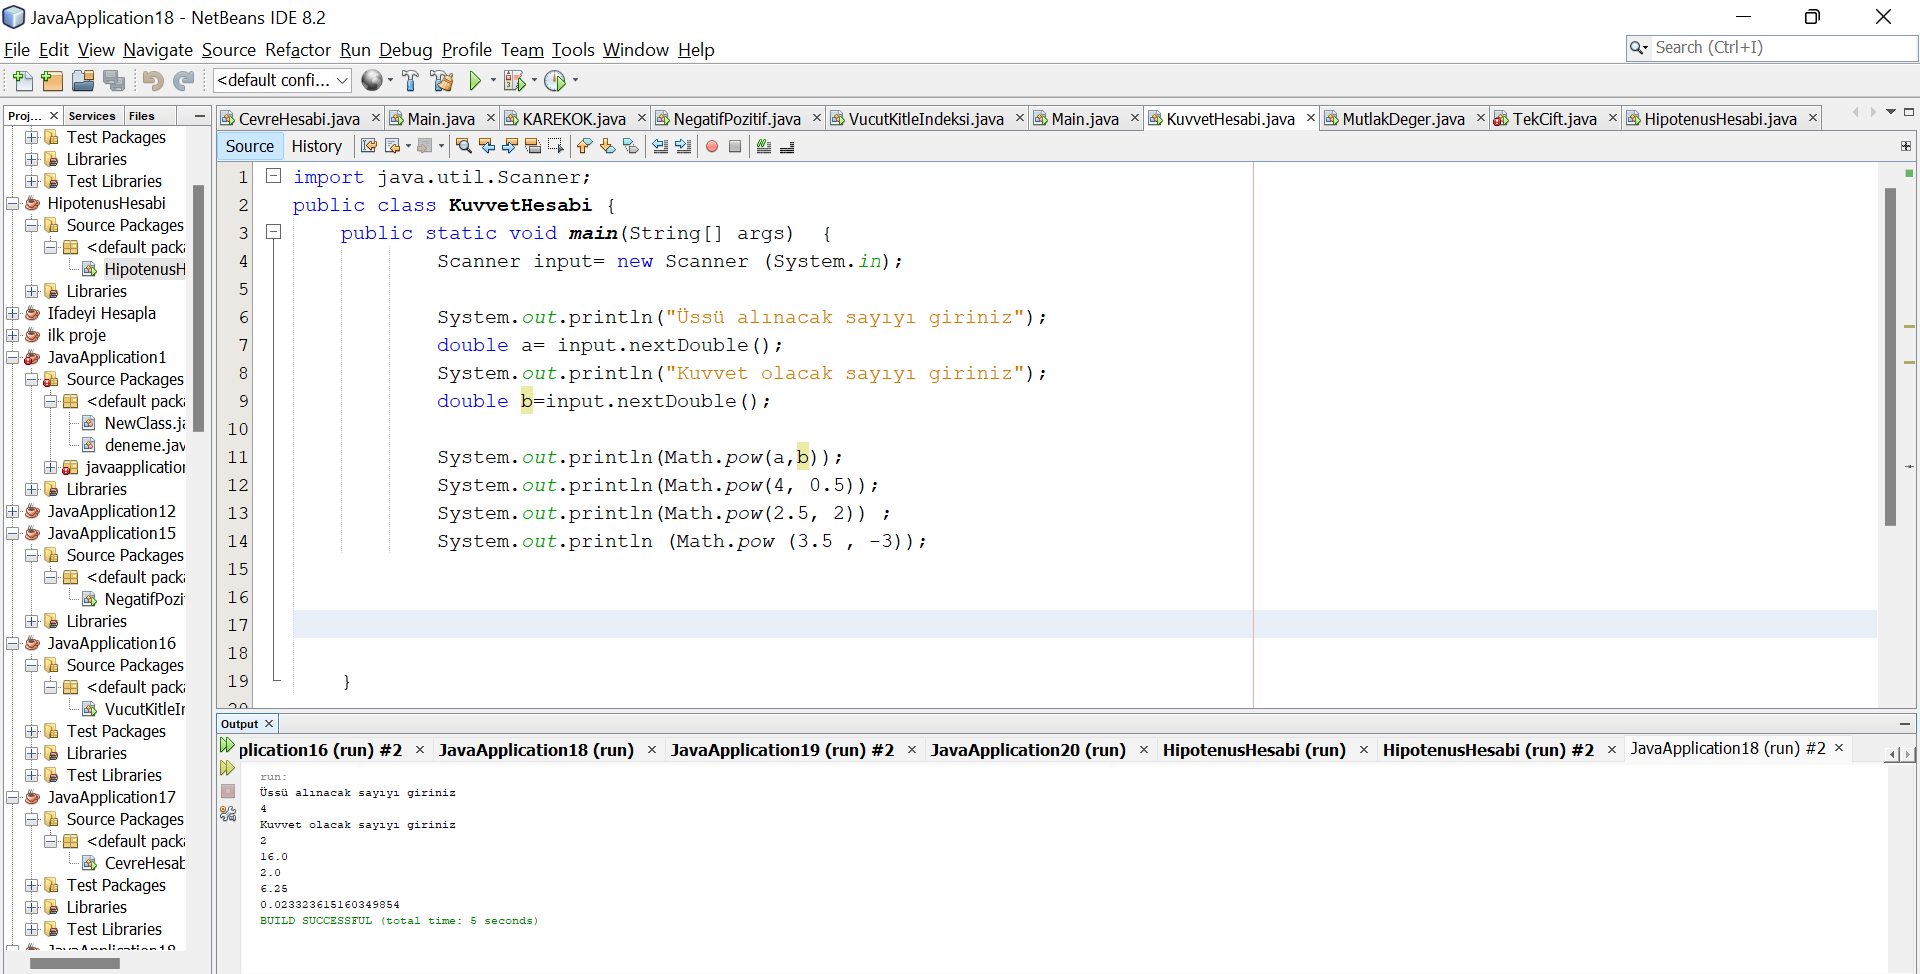 JavaApplication18 - NetBeans IDE 8.2
File Edit View Navigate Source Refactor Run Debug Profile Team Tools Window Help
Search (Ctrl+I)
<default confi...
Proj... Services Files
Test Packages
Libraries
Test Libraries
HipotenusHesabi
Source Packages
<default packa
HipotenusH
Libraries
Ifadeyi Hesapla
ilk proje
JavaApplication1
Source Packages
<default packa
NewClass.ja
deneme.jav
javaapplication
Libraries
JavaApplication12
JavaApplication15
Source Packages
<default packa
NegatifPozit
Libraries
JavaApplication16
Source Packages
<default packa
VucutKitleIn
Test Packages
Libraries
Test Libraries
JavaApplication17
Source Packages
<default packa
CevreHesab
Test Packages
Libraries
Test Libraries
JavaApplication18
CevreHesabi.java Main.java KAREKOK.java NegatifPozitif.java VucutKitleIndeksi.java Main.java KuvvetHesabi.java MutlakDeger.java TekCift.java HipotenusHesabi.java
Source History
1 import java.util.Scanner;
2 public class KuvvetHesabi {
3 public static void main(String[] args) {
4 Scanner input= new Scanner (System.in);
5
6 System.out.println("Üssü alınacak sayıyı giriniz");
7 double a= input.nextDouble();
8 System.out.println("Kuvvet olacak sayıyı giriniz");
9 double b=input.nextDouble();
10
11 System.out.println(Math.pow(a,b));
12 System.out.println(Math.pow(4, 0.5));
13 System.out.println(Math.pow(2.5, 2)) ;
14 System.out.println (Math.pow (3.5 , -3));
15
16
17
18
19 }
20
Output
plication16 (run) #2 JavaApplication18 (run) JavaApplication19 (run) #2 JavaApplication20 (run) HipotenusHesabi (run) HipotenusHesabi (run) #2 JavaApplication18 (run) #2
run:
Üssü alınacak sayıyı giriniz
4
Kuvvet olacak sayıyı giriniz
2
16.0
2.0
6.25
0.023323615160349854
BUILD SUCCESSFUL (total time: 5 seconds)